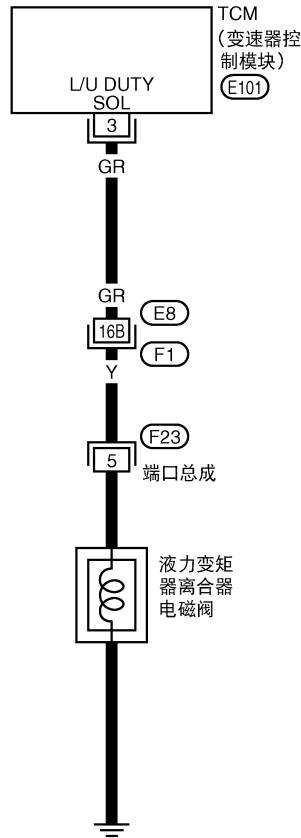 TCM
(变速器控
制模块)
E101
L/U DUTY
SOL
3
GR
GR
E8
16B
F1
Y
F23
5
端口总成
液力变矩
器离合器
电磁阀